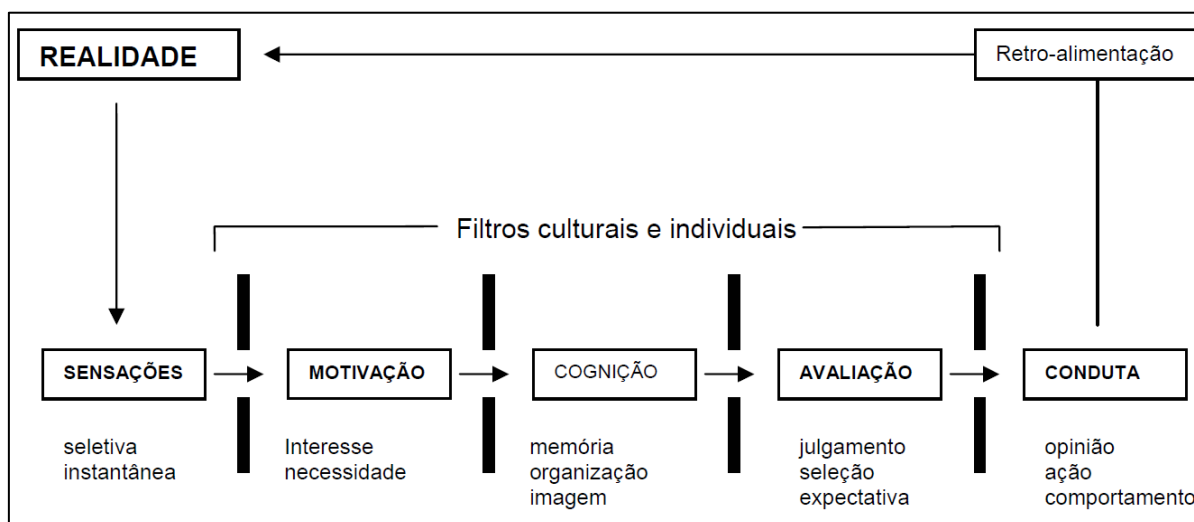 REALIDADE
Retro-alimentação
Filtros culturais e individuais
SENSAÇÕES
MOTIVAÇÃO
COGNIÇÃO
AVALIAÇÃO
CONDUTA
seletiva
instantânea
Interesse
necessidade
memória
organização
imagem
julgamento
seleção
expectativa
opinião
ação
comportamento